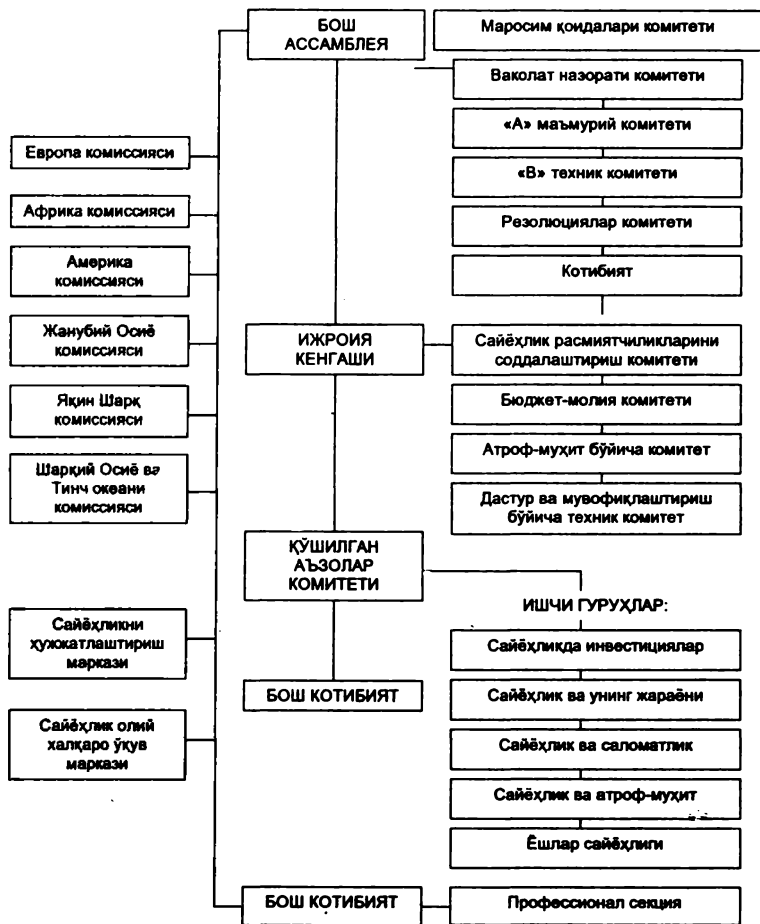 БОШ
АССАМБЛЕЯ
Маросим қоидалари комитети
Ваколат назорати комитети
«А» маъмурий комитети
«В» техник комитети
Резолюциялар комитети
Котибият
Европа комиссияси
Африка комиссияси
Америка
комиссияси
Жанубий Осиё
комиссияси
Яқин Шарқ
комиссияси
Шарқий Осиё ва
Тинч океани
комиссияси
Сайёҳликни
ҳужжатлаштириш
маркази
Сайёҳлик олий
халқаро ўқув
маркази
ИЖРОИЯ
КЕНГАШИ
Сайёҳлик расмиятчиликларини
соддалаштириш комитети
Бюджет-молия комитети
Атроф-муҳит бўйича комитет
Дастур ва мувофиқлаштириш
бўйича техник комитет
ҚЎШИЛГАН
АЪЗОЛАР
КОМИТЕТИ
ИШЧИ ГУРУҲЛАР:
Сайёҳликда инвестициялар
Сайёҳлик ва унинг жараёни
Сайёҳлик ва саломатлик
Сайёҳлик ва атроф-муҳит
Ёшлар сайёҳлиги
БОШ КОТИБИЯТ
БОШ КОТИБИЯТ
Профессионал секция